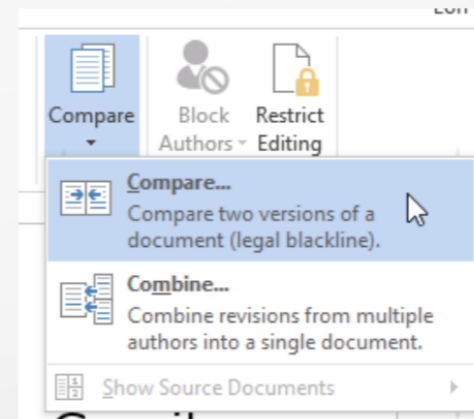 Compare
Block
Authors
Restrict
Editing
Compare...
Compare two versions of a
document (legal blackline).
Combine...
Combine revisions from multiple
authors into a single document.
Show Source Documents